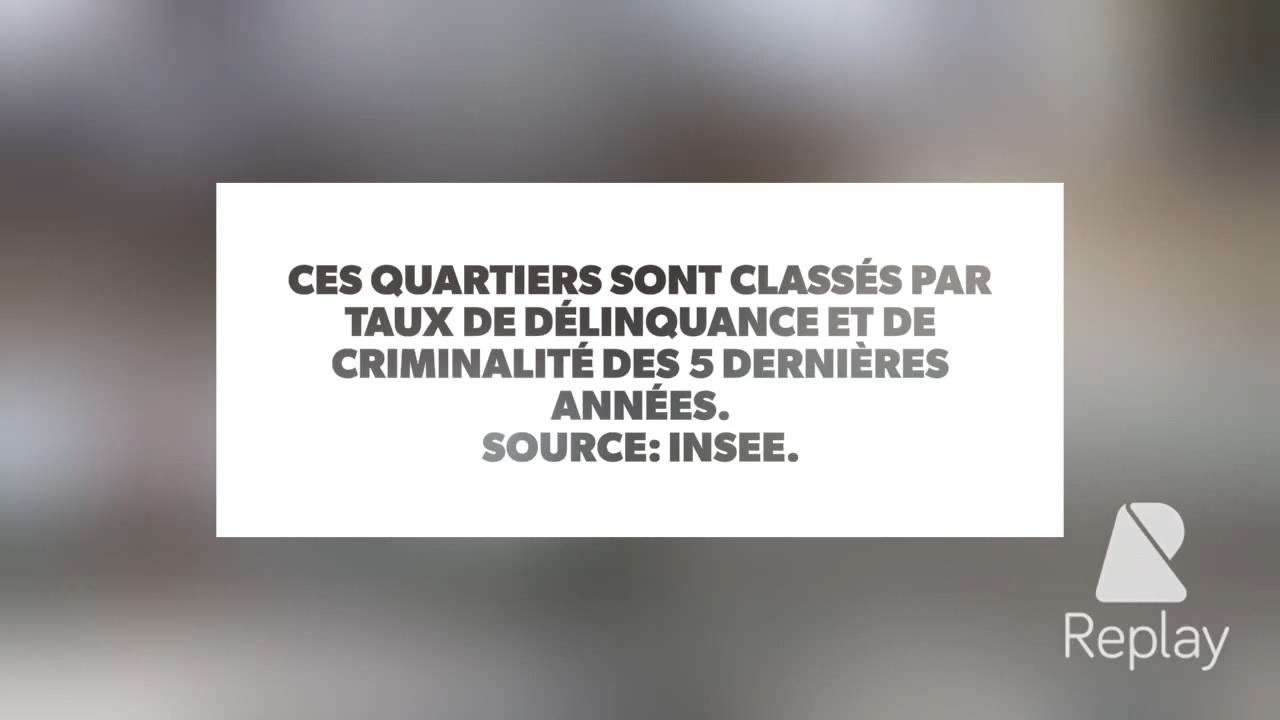 CES QUARTIERS SONT CLASSÉS PAR
TAUX DE DÉLINQUANCE ET DE
CRIMINALITÉ DES 5 DERNIÈRES
ANNÉES.
SOURCE: INSEE.
Replay